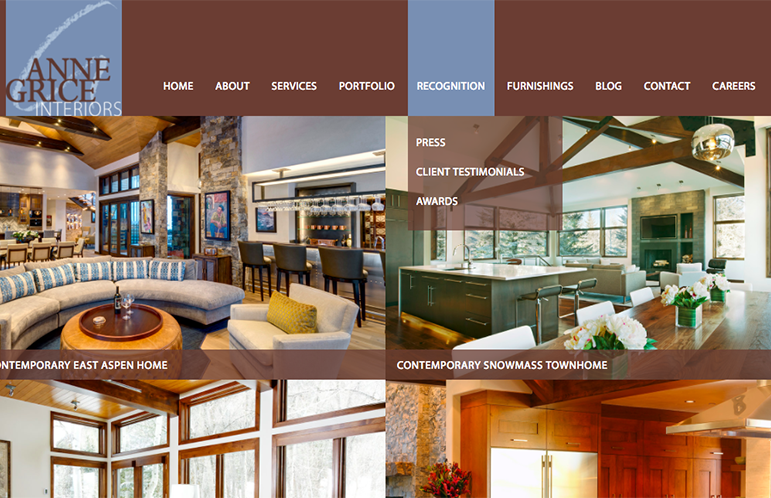 ANNE
GRICE
INTERIORS
HOME ABOUT SERVICES PORTFOLIO RECOGNITION FURNISHINGS BLOG CONTACT CAREERS
PRESS
CLIENT TESTIMONIALS
AWARDS
ONTEMPORARY EAST ASPEN HOME
CONTEMPORARY SNOWMASS TOWNHOME